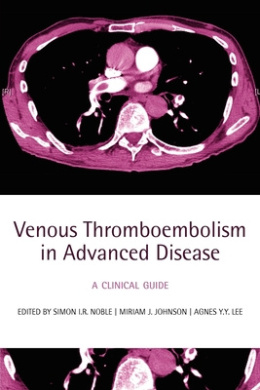 Venous Thromboembolism
in Advanced Disease
A CLINICAL GUIDE
EDITED BY SIMON I.R. NOBLE | MIRIAM J. JOHNSON | AGNES Y.Y. LEE